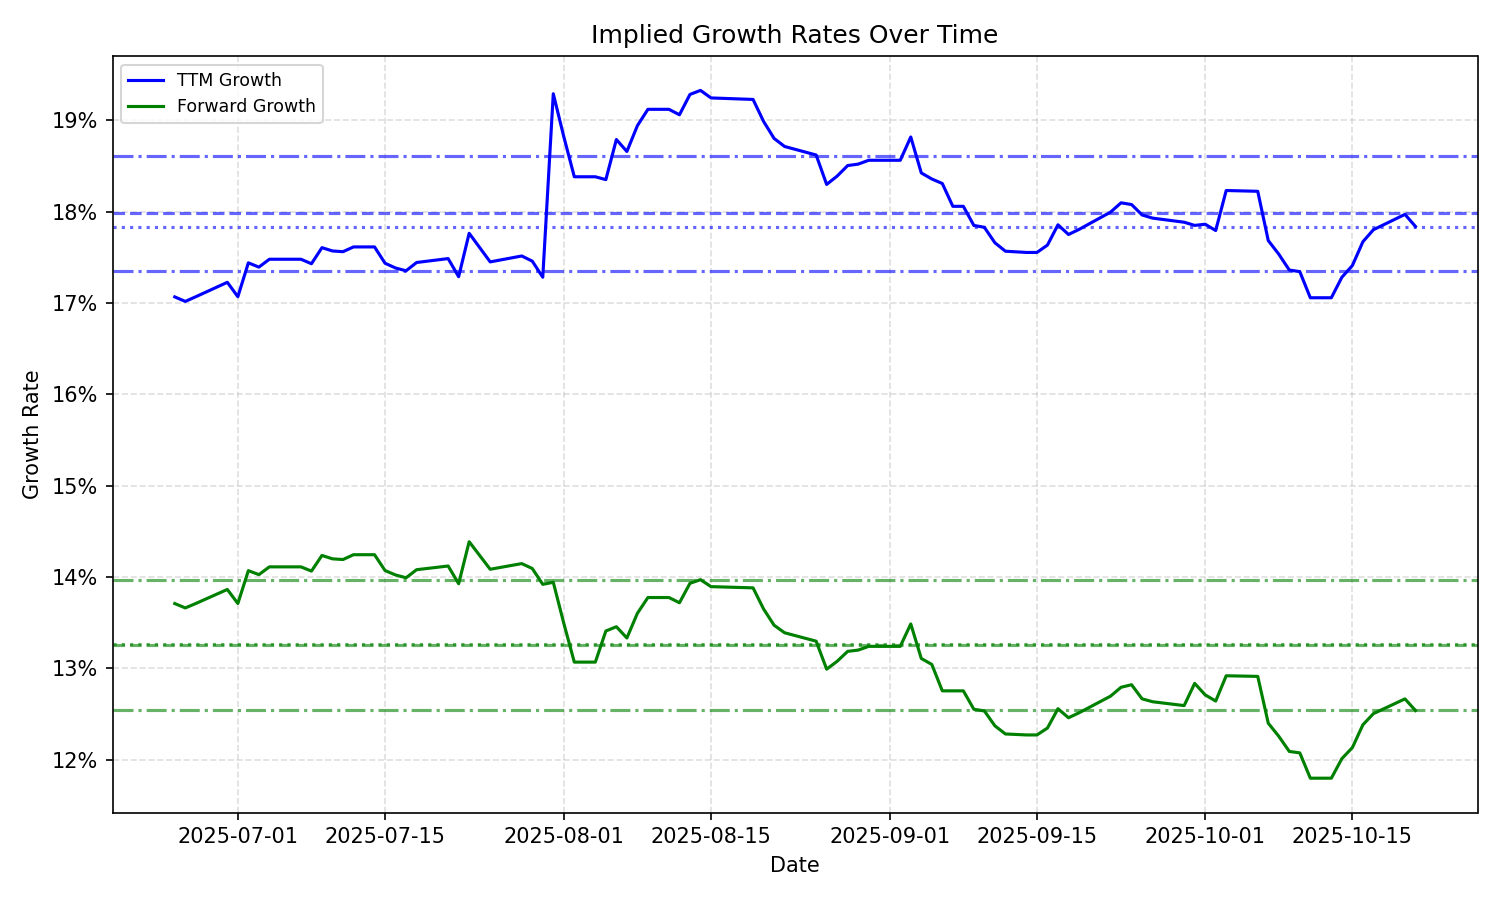 Implied Growth Rates Over Time
TTM Growth
Forward Growth
Growth Rate
19%
18%
17%
16%
15%
14%
13%
12%
2025-07-01 2025-07-15 2025-08-01 2025-08-15 2025-09-01 2025-09-15 2025-10-01 2025-10-15
Date